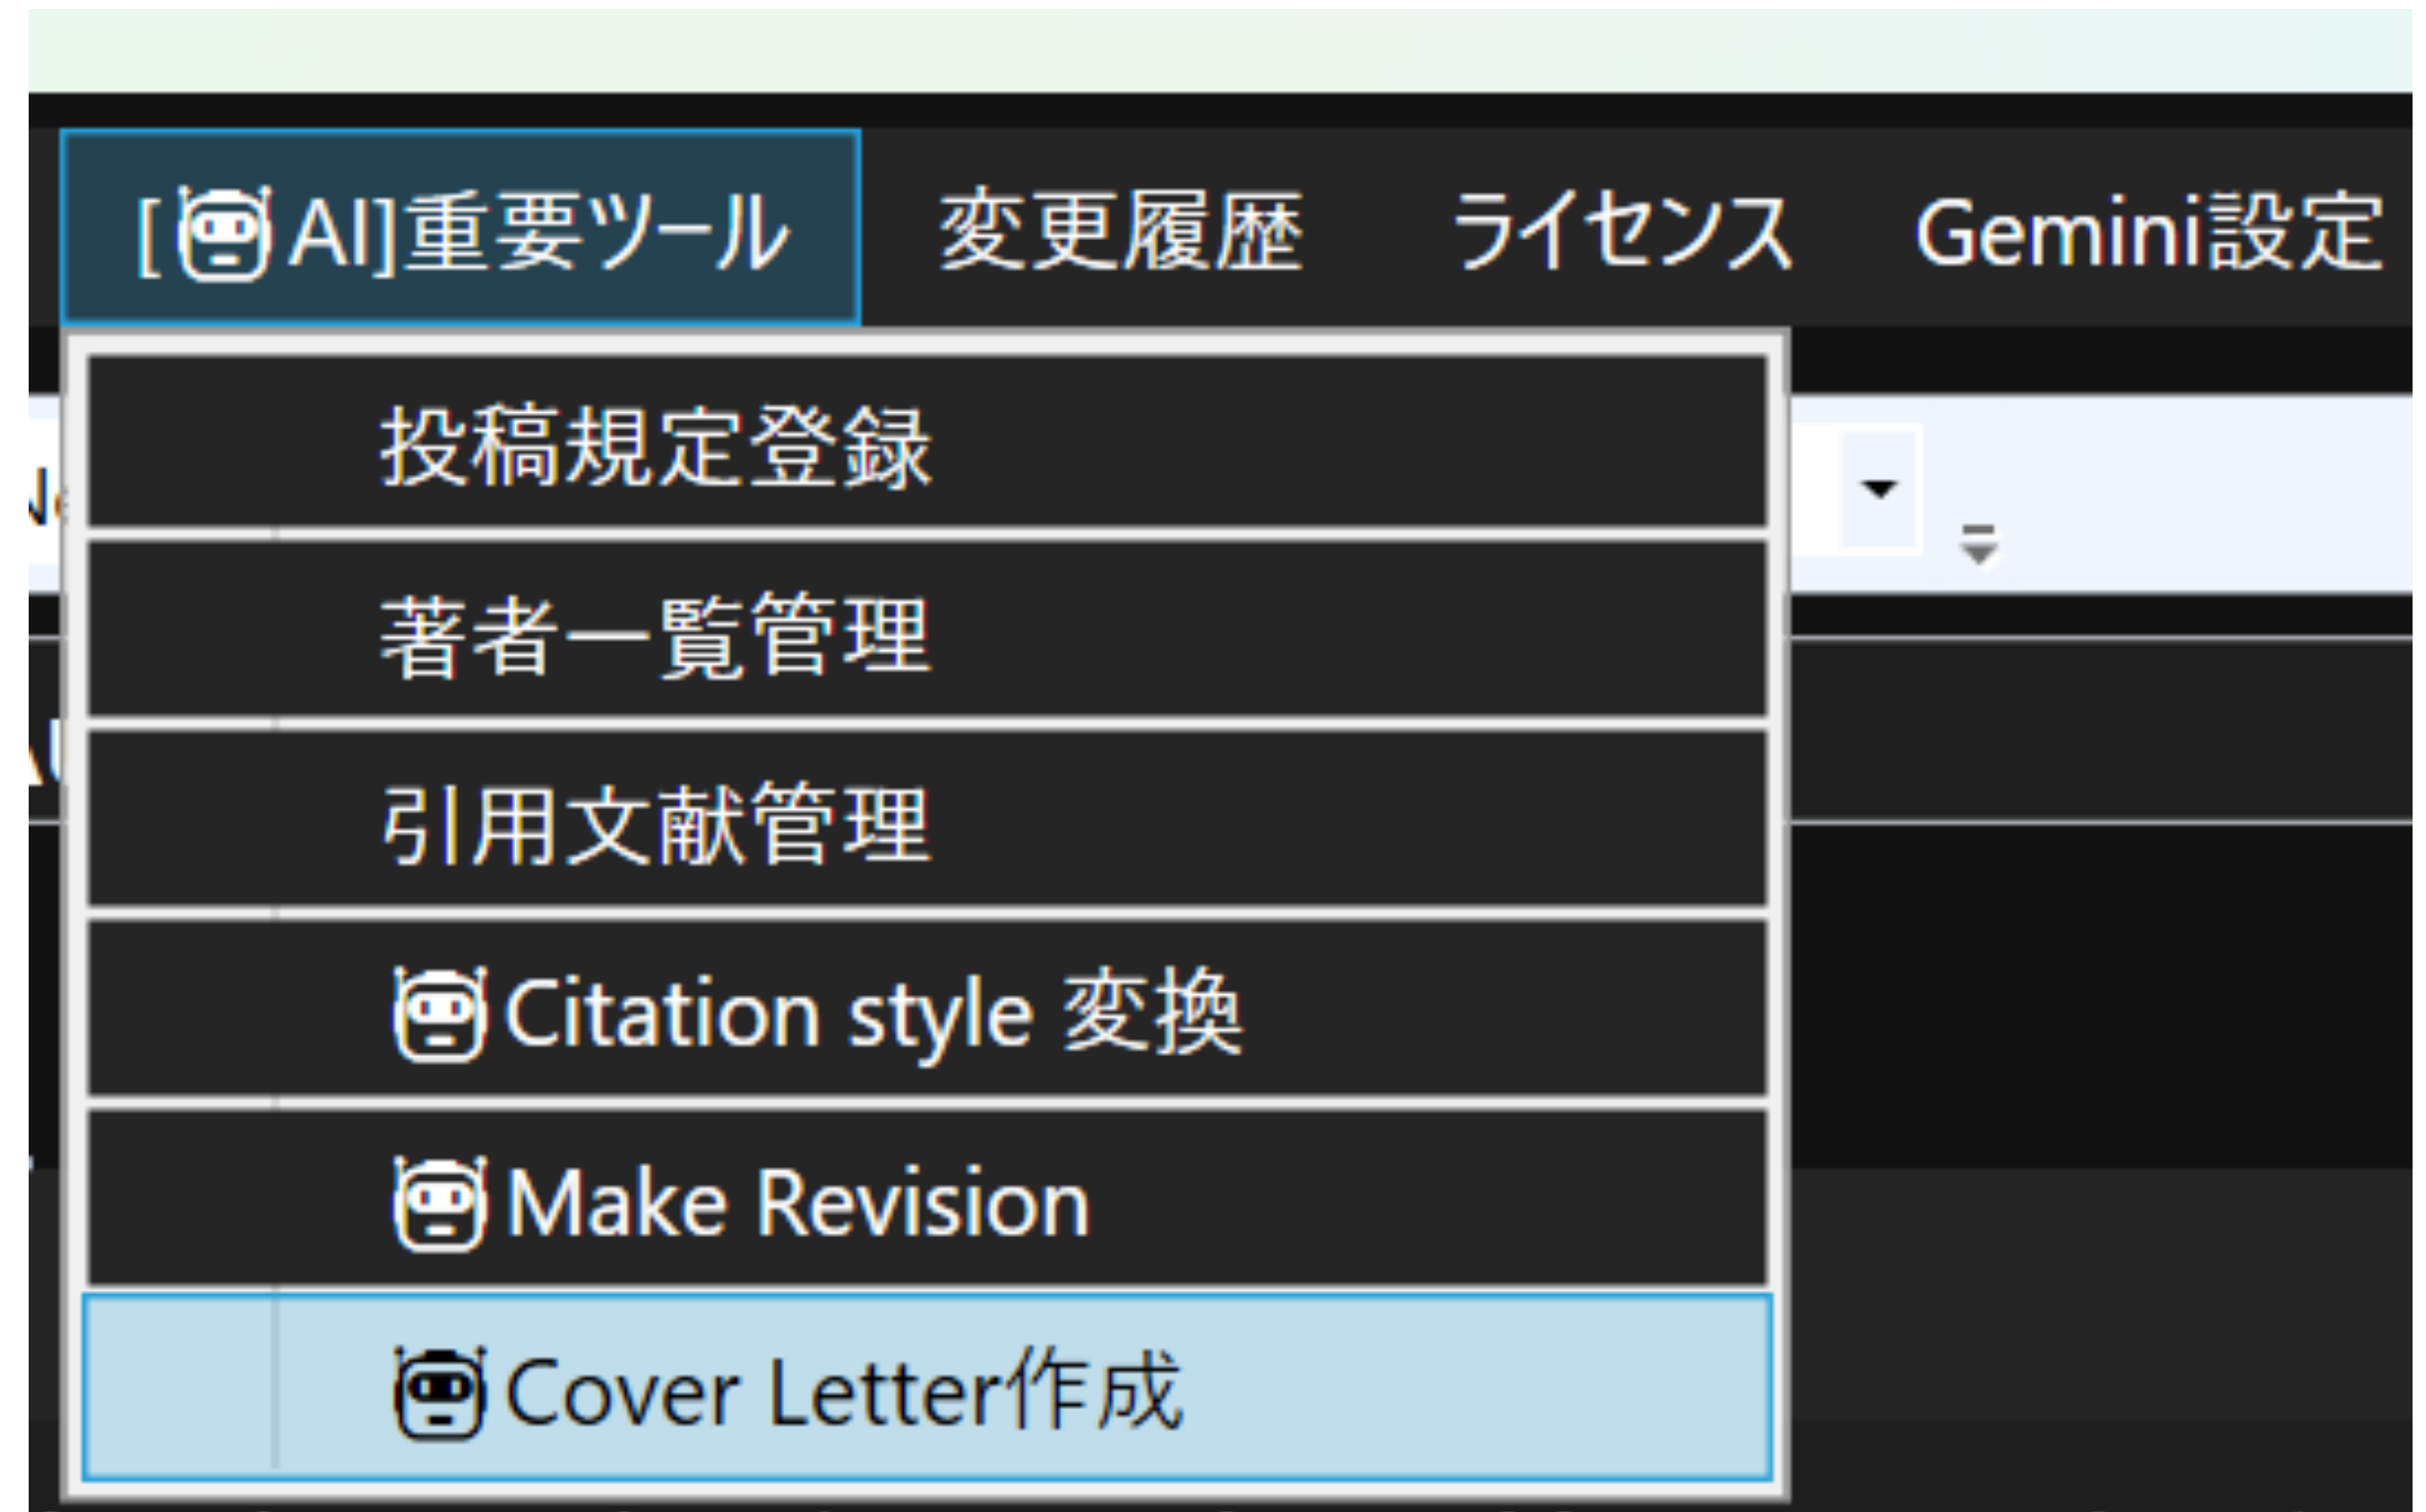 [AI]重要ツール 変更履歴 ライセンス Gemini設定
投稿規定登録
著者一覧管理
引用文献管理
Citation style 変換
Make Revision
Cover Letter作成